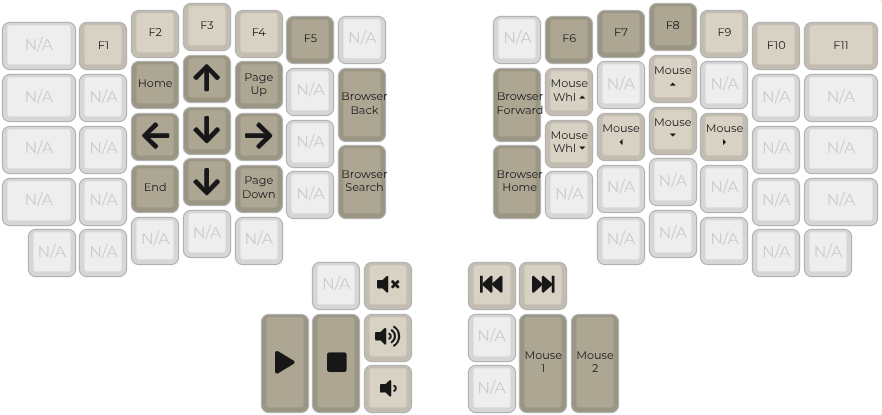 N/A F1 F2 F3 F4 F5 N/A N/A F6 F7 F8 F9 F10 F11
N/A N/A Home Page Up N/A Browser Back Browser Forward Mouse Whl N/A Mouse N/A N/A N/A
N/A N/A N/A Mouse Whl Mouse Mouse Mouse N/A N/A
N/A N/A End Page Down N/A Browser Search Browser Home N/A N/A N/A N/A N/A N/A
N/A N/A N/A N/A N/A N/A N/A N/A N/A N/A
N/A
N/A Mouse 1 Mouse 2
N/A